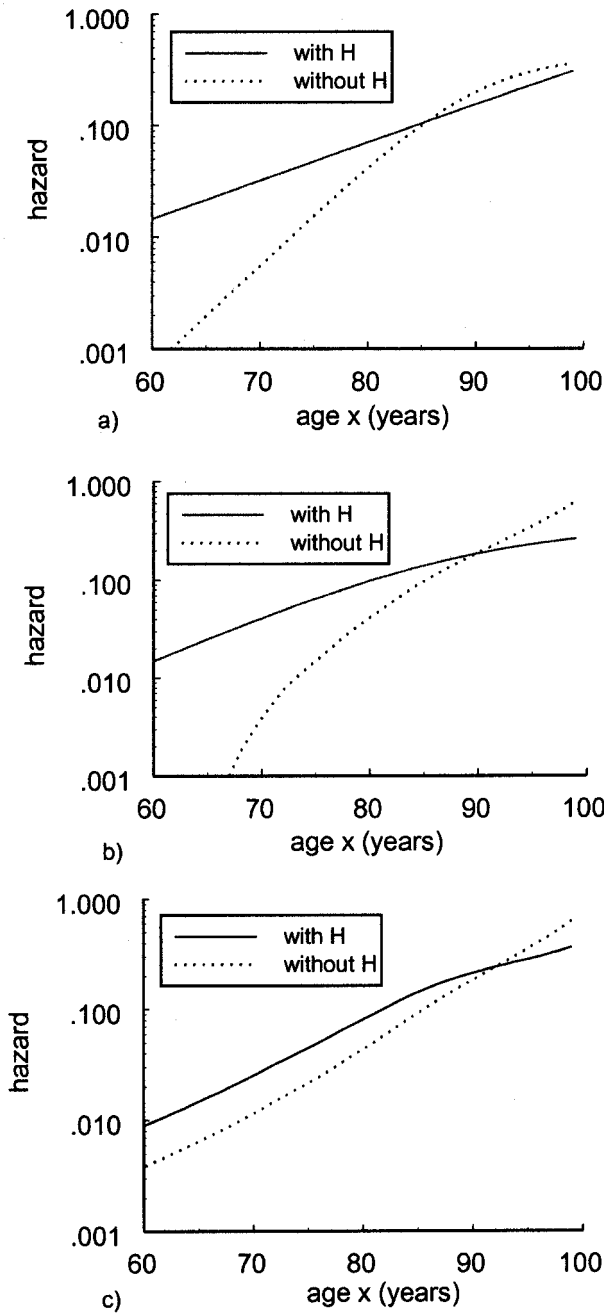 1.000
with H
without H
.100
hazard
.010
.001
60 70 80 90 100
age x (years)
a)
1.000
with H
without H
.100
hazard
.010
.001
60 70 80 90 100
age x (years)
b)
1.000
with H
without H
.100
hazard
.010
.001
60 70 80 90 100
age x (years)
c)